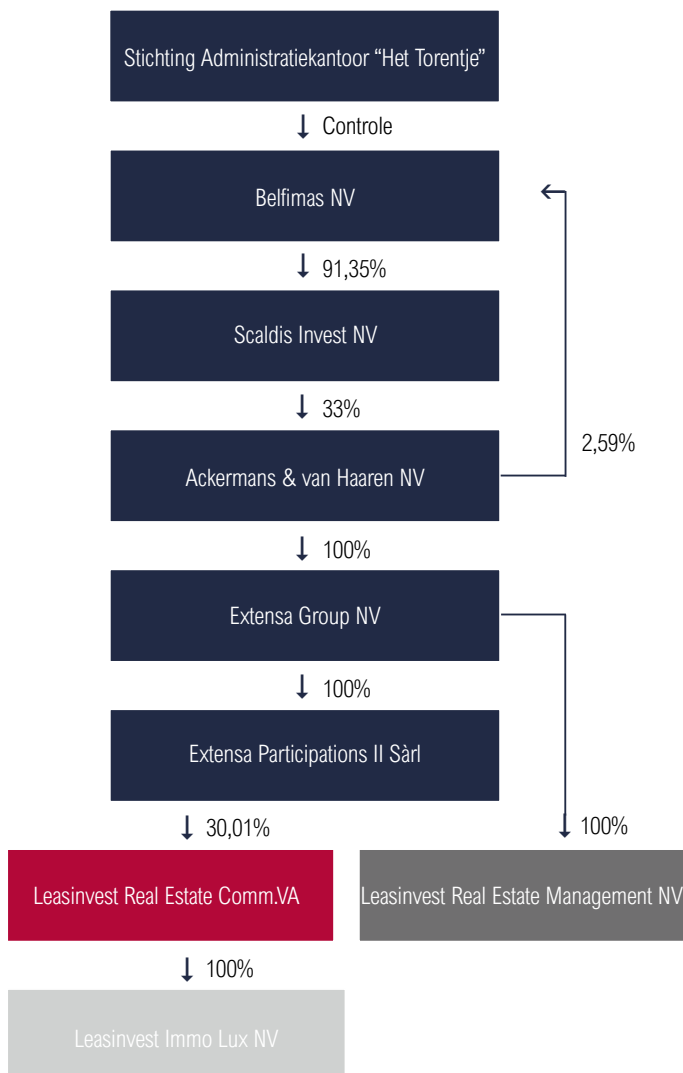 Stichting Administratiekantoor “Het Torentje”
Controle
Belfimas NV
91,35%
Scaldis Invest NV
33%
2,59%
Ackermans & van Haaren NV
100%
Extensa Group NV
100%
Extensa Participations II Sàrl
30,01%
100%
Leasinvest Real Estate Comm.VA
Leasinvest Real Estate Management NV
100%
Leasinvest Immo Lux NV